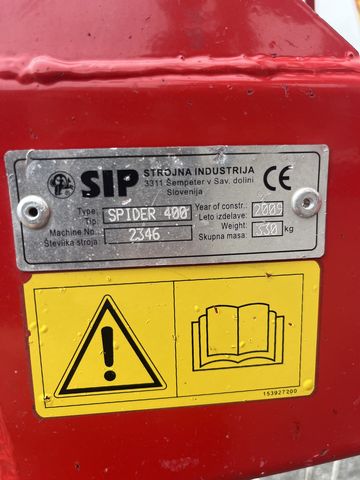 SIP STROJNA INDUSTRIJA
3311 Šempeter v Sav. dolini
Slovenija
CE
Type: Tip: SPIDER 400
Year of constr.: Leto izdelave: 2009
Machine No.: Številka stroja: 2346
Weight: Skupna masa: 330 kg
153927200